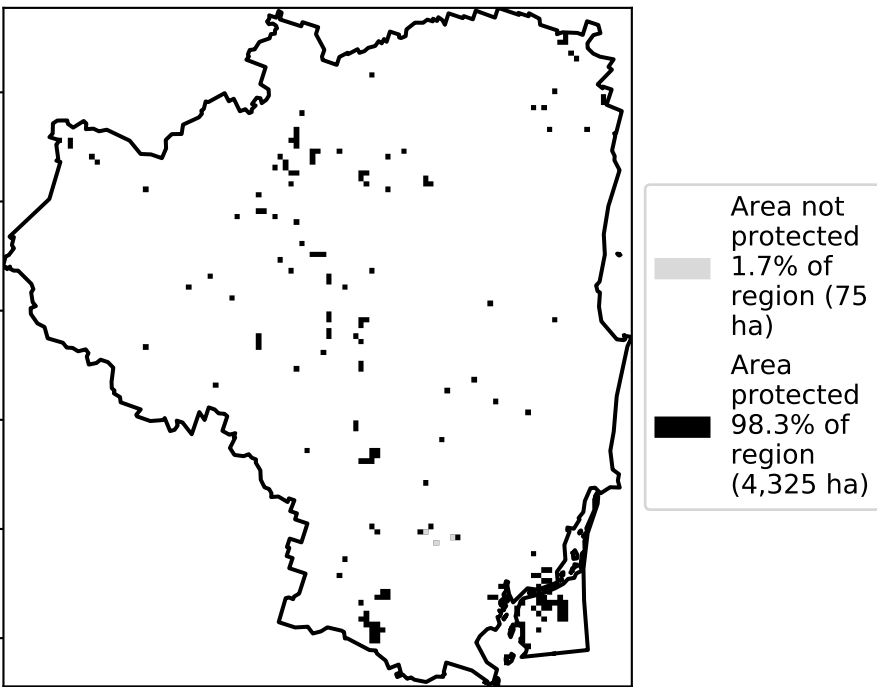 Area not
protected
1.7% of
region (75
ha)
Area
protected
98.3% of
region
(4,325 ha)